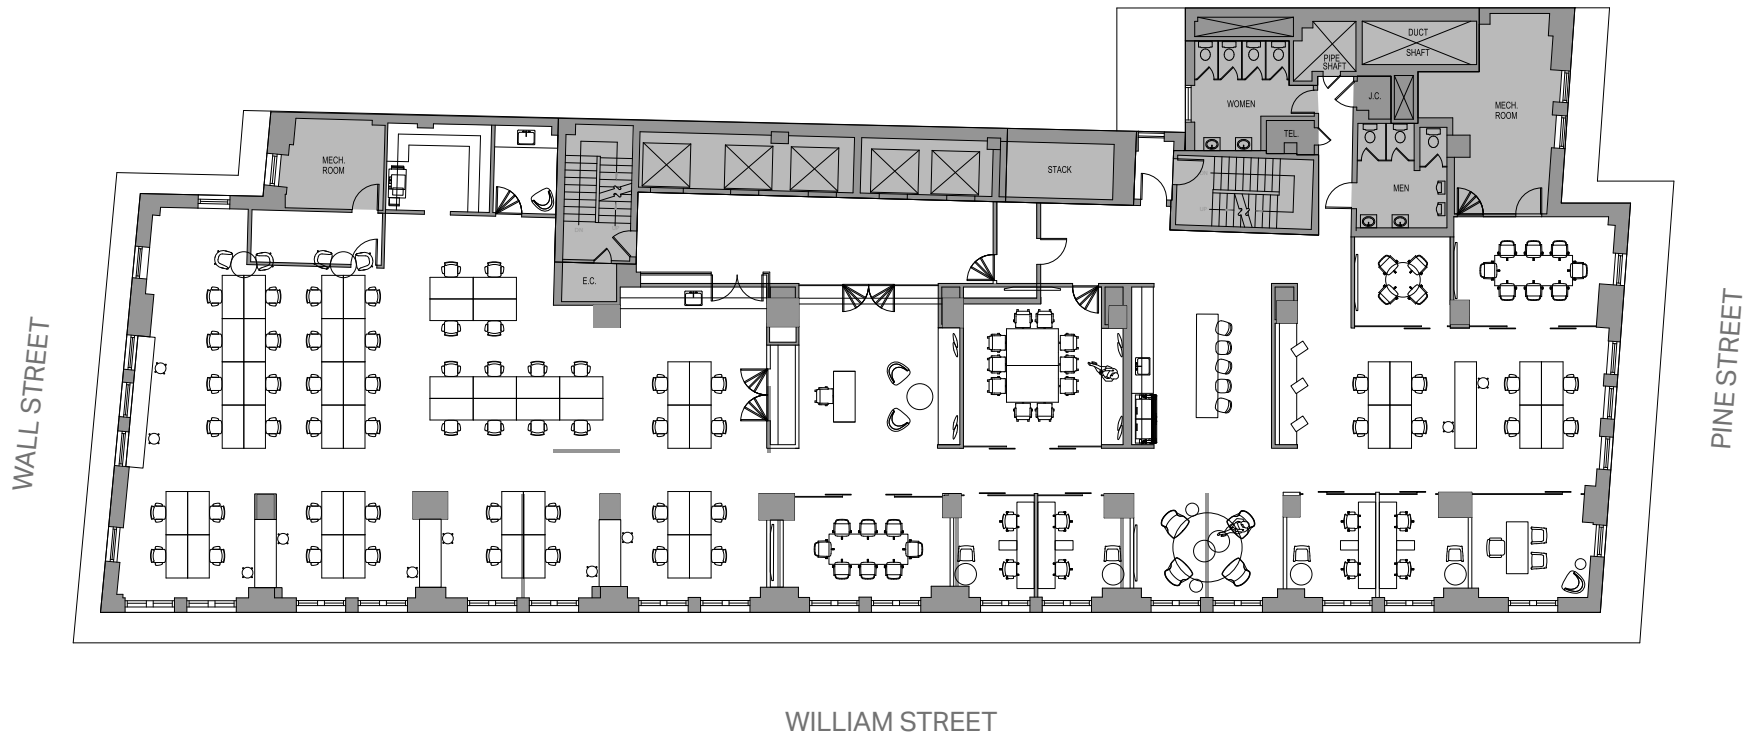 DUCT
SHAFT
PIPE
SHAFT
WOMEN
J.C.
MECH.
ROOM
TEL.
MECH.
ROOM
STACK
MEN
E.C.
WALL STREET
PINE STREET
WILLIAM STREET